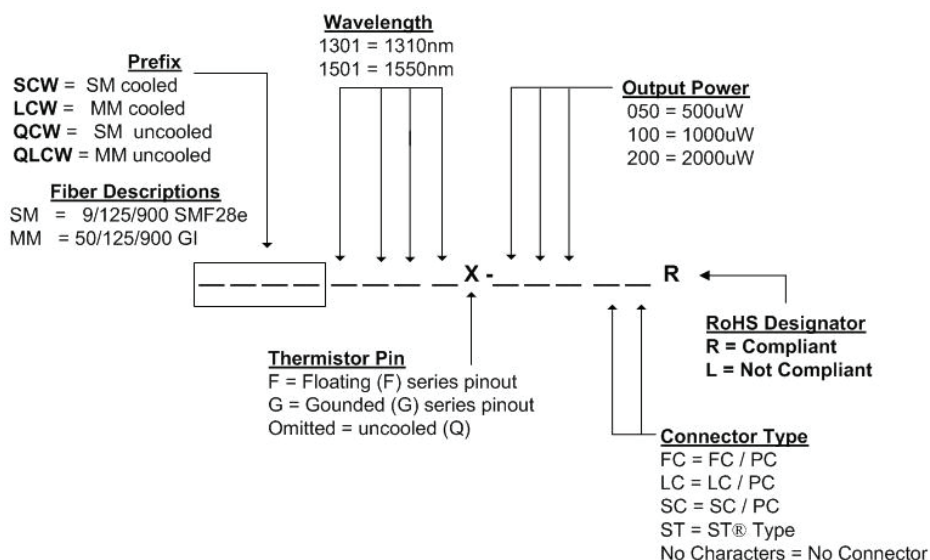 Wavelength
1301 = 1310nm
1501 = 1550nm
Prefix
SCW = SM cooled
LCW = MM cooled
QCW = SM uncooled
QLCW = MM uncooled
Output Power
050 = 500uW
100 = 1000uW
200 = 2000uW
Fiber Descriptions
SM = 9/125/900 SMF28e
MM = 50/125/900 GI
_ _ _ _ _ _ _ _ X - _ _ _ _ _ R
Thermistor Pin
F = Floating (F) series pinout
G = Gounded (G) series pinout
Omitted = uncooled (Q)
RoHS Designator
R = Compliant
L = Not Compliant
Connector Type
FC = FC / PC
LC = LC / PC
SC = SC / PC
ST = ST® Type
No Characters = No Connector